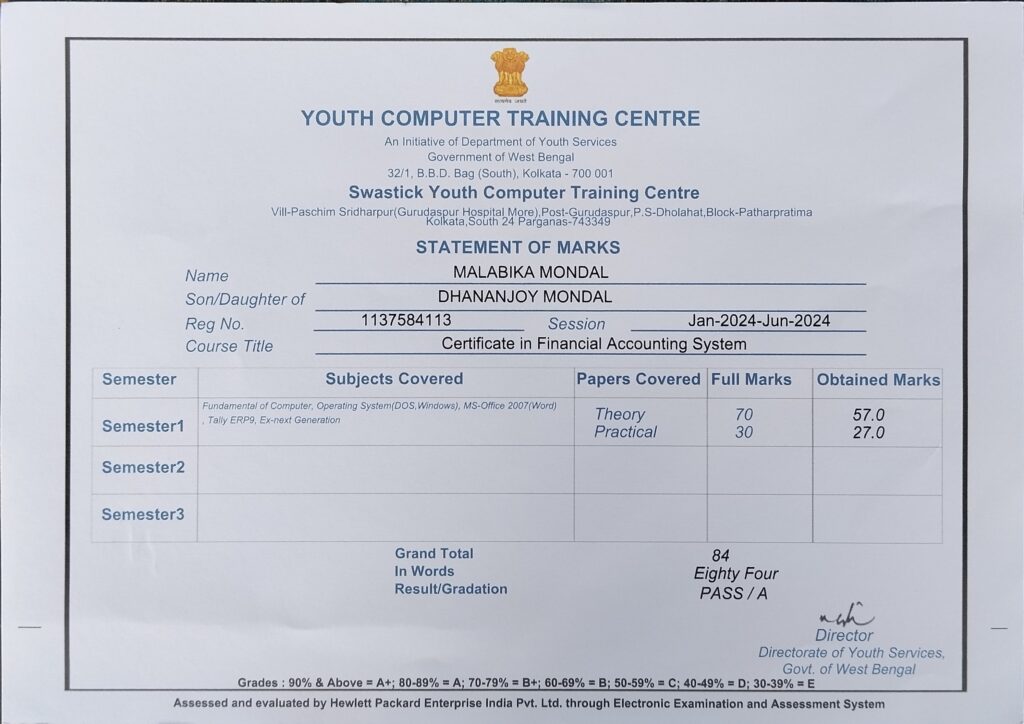 सत्यमेव जयते
YOUTH COMPUTER TRAINING CENTRE
An Initiative of Department of Youth Services
Government of West Bengal
32/1, B.B.D. Bag (South), Kolkata - 700 001
Swastick Youth Computer Training Centre
Vill-Paschim Sridharpur(Gurudaspur Hospital More),Post-Gurudaspur,P.S-Dholahat,Block-Patharpratima
Kolkata,South 24 Parganas-743349
STATEMENT OF MARKS
Name MALABIKA MONDAL
Son/Daughter of DHANANJOY MONDAL
Reg No. 1137584113 Session Jan-2024-Jun-2024
Course Title Certificate in Financial Accounting System
Semester Subjects Covered Papers Covered Full Marks Obtained Marks
Semester1 Fundamental of Computer, Operating System(DOS,Windows), MS-Office 2007(Word)
, Tally ERP9, Ex-next Generation
Theory 70 57.0
Practical 30 27.0
Semester2
Semester3
Grand Total 84
In Words Eighty Four
Result/Gradation PASS / A
Director
Directorate of Youth Services,
Govt. of West Bengal
Grades : 90% & Above = A+; 80-89% = A; 70-79% = B+; 60-69% = B; 50-59% = C; 40-49% = D; 30-39% = E
Assessed and evaluated by Hewlett Packard Enterprise India Pvt. Ltd. through Electronic Examination and Assessment System